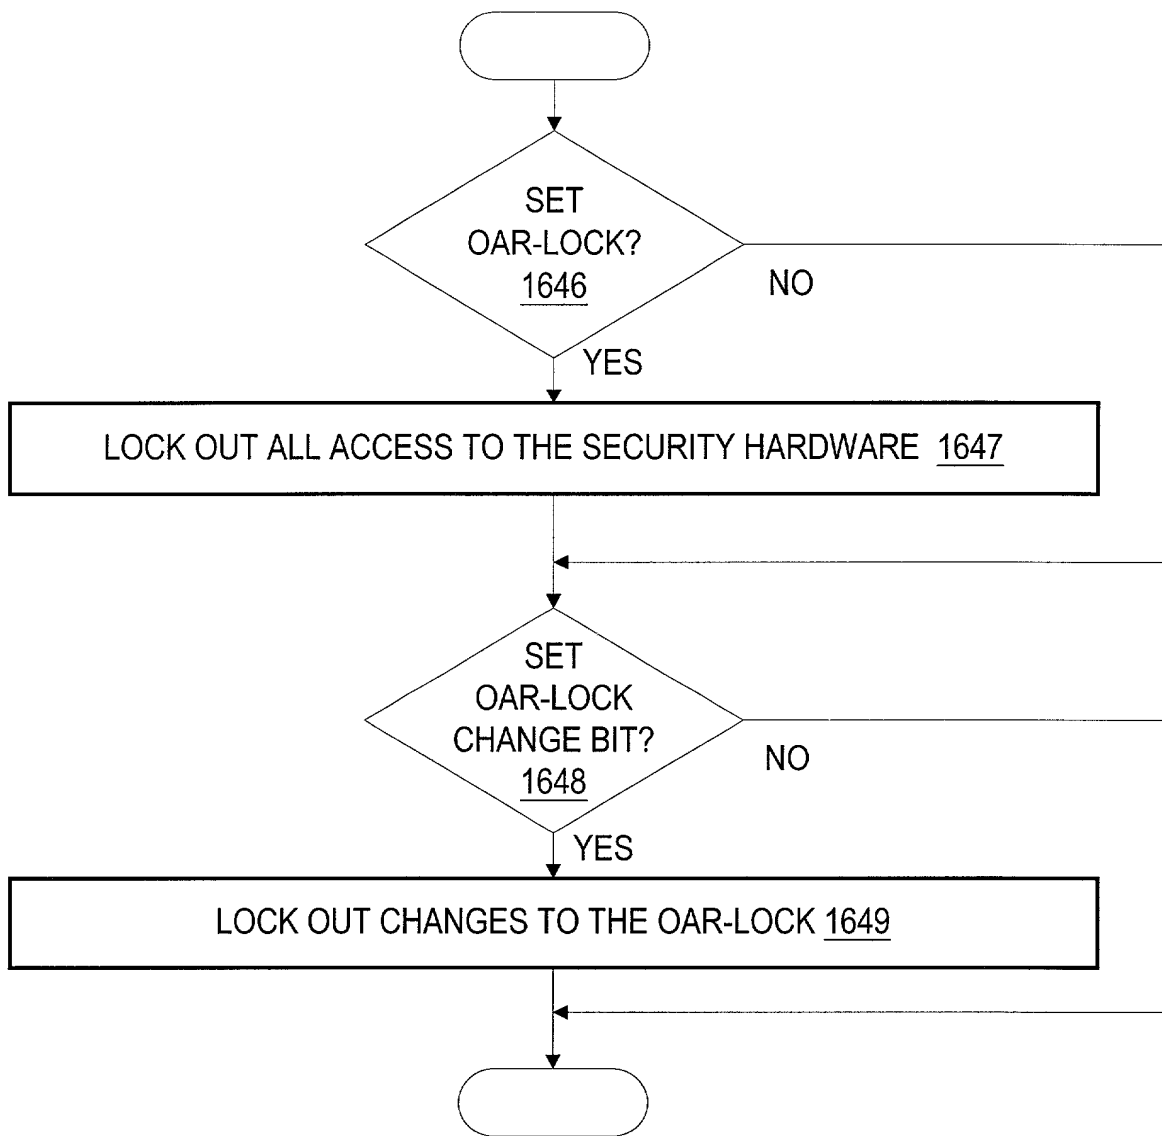 SET
OAR-LOCK?
1646
NO
YES
LOCK OUT ALL ACCESS TO THE SECURITY HARDWARE 1647
SET
OAR-LOCK
CHANGE BIT?
1648
NO
YES
LOCK OUT CHANGES TO THE OAR-LOCK 1649